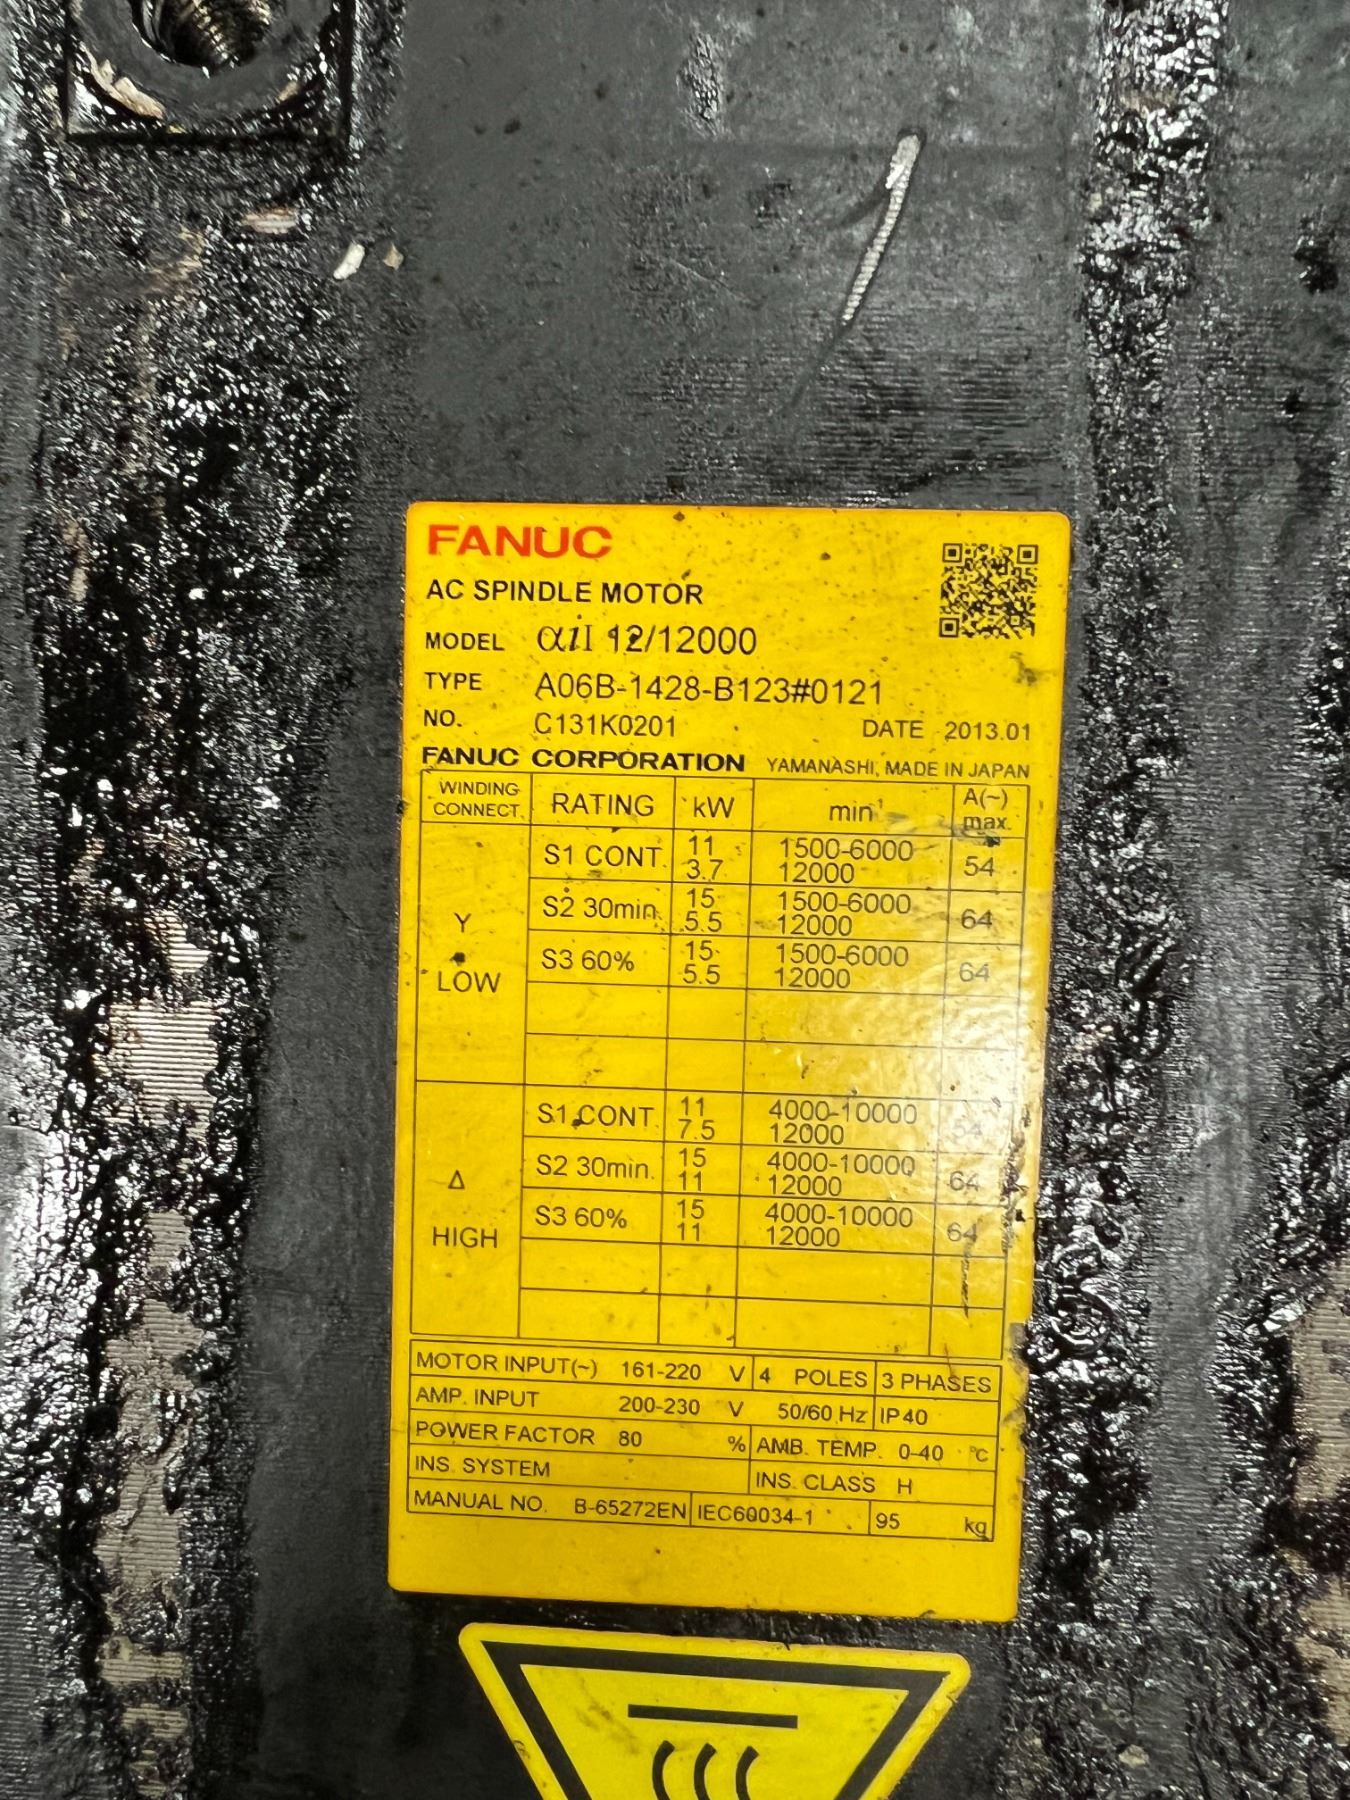 FANUC
AC SPINDLE MOTOR
MODEL αiI 12/12000
TYPE A06B-1428-B123#0121
NO. C131K0201 DATE 2013.01
FANUC CORPORATION YAMANASHI, MADE IN JAPAN
WINDING CONNECT. RATING kW min⁻¹ A(~) max.
Y LOW
S1 CONT. 11 1500-6000 54
3.7 12000
S2 30min. 15 1500-6000 64
5.5 12000
S3 60% 15 1500-6000 64
5.5 12000
Δ HIGH
S1 CONT. 11 4000-10000 54
7.5 12000
S2 30min. 15 4000-10000 64
11 12000
S3 60% 15 4000-10000 64
11 12000
MOTOR INPUT(~) 161-220 V 4 POLES 3 PHASES
AMP. INPUT 200-230 V 50/60 Hz IP40
POWER FACTOR 80 % AMB. TEMP. 0-40 °C
INS. SYSTEM INS. CLASS H
MANUAL NO. B-65272EN IEC60034-1 95 kg